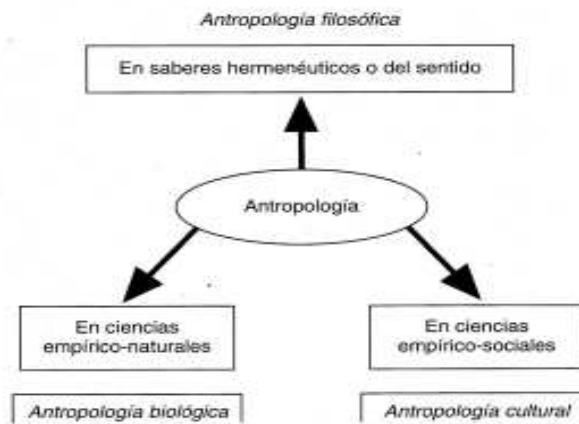 Antropología filosófica
En saberes hermenéuticos o del sentido
Antropología
En ciencias
empírico-naturales
En ciencias
empírico-sociales
Antropología biológica
Antropología cultural